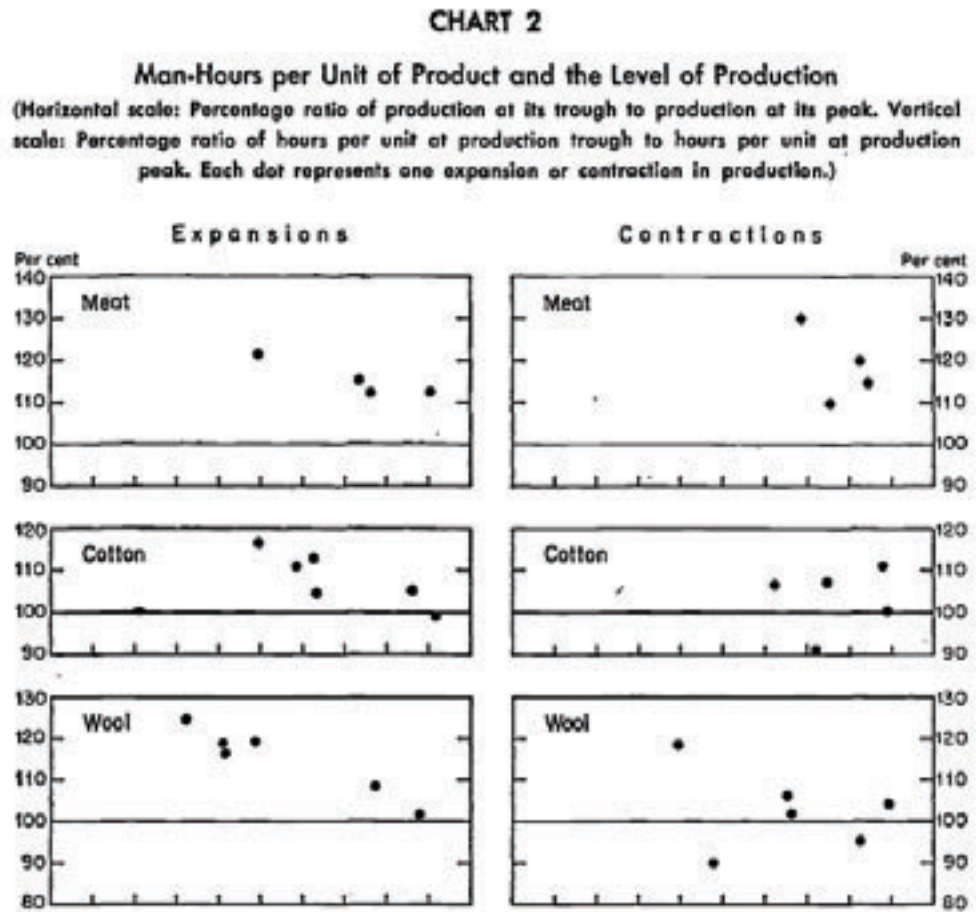 CHART 2
Man-Hours per Unit of Product and the Level of Production
(Horizontal scale: Percentage ratio of production at its trough to production at its peak. Vertical
scale: Percentage ratio of hours per unit at production trough to hours per unit at production
peak. Each dot represents one expansion or contraction in production.)
Expansions Contractions
Per cent Per cent
140 Meat Meat 140
130 130
120 120
110 110
100 100
90 90
120 Cotton Cotton 120
110 110
100 100
90 90
130 Wool Wool 130
120 120
110 110
100 100
90 90
80 80